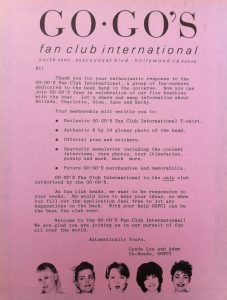 GO·GO'S
fan club international
hollywood ca
Hi!
Thank you for your enthusiastic response to the
GO-GO'S Fan Club International, a group of fun-seekers
dedicated to the best band in the universe. Now you can
join GO-GO'S fans in celebration of our five beauties
with the beat. Let's share and swap information about
Belinda, Charlotte, Gina, Jane and Kathy.
Your membership will entitle you to:
Exclusive GO-GO'S Fan Club International T-shirt.
Authentic 8 by 10 glossy photo of the band.
Official pins and stickers.
Quarterly newsletter including the coolest
interviews, rare photos, tour itineraries,
gossip and much, much more.
Future GO-GO'S merchandise and memorabilia.
GO-GO'S Fan Club International is the only club
authorized by the GO-GO'S.
As fan club heads, we want to be responsive to
your needs. We would love to hear your ideas, so when
you fill out the application feel free to jot any
suggestions on the back. With your help GGFCI can be
the best fan club ever.
Welcome to the GO-GO'S Fan Club International!
We are glad you are joining us in our pursuit of fun
all over the world.
Automatically Yours,
Lou and Adam
Co-Heads, GGFCI